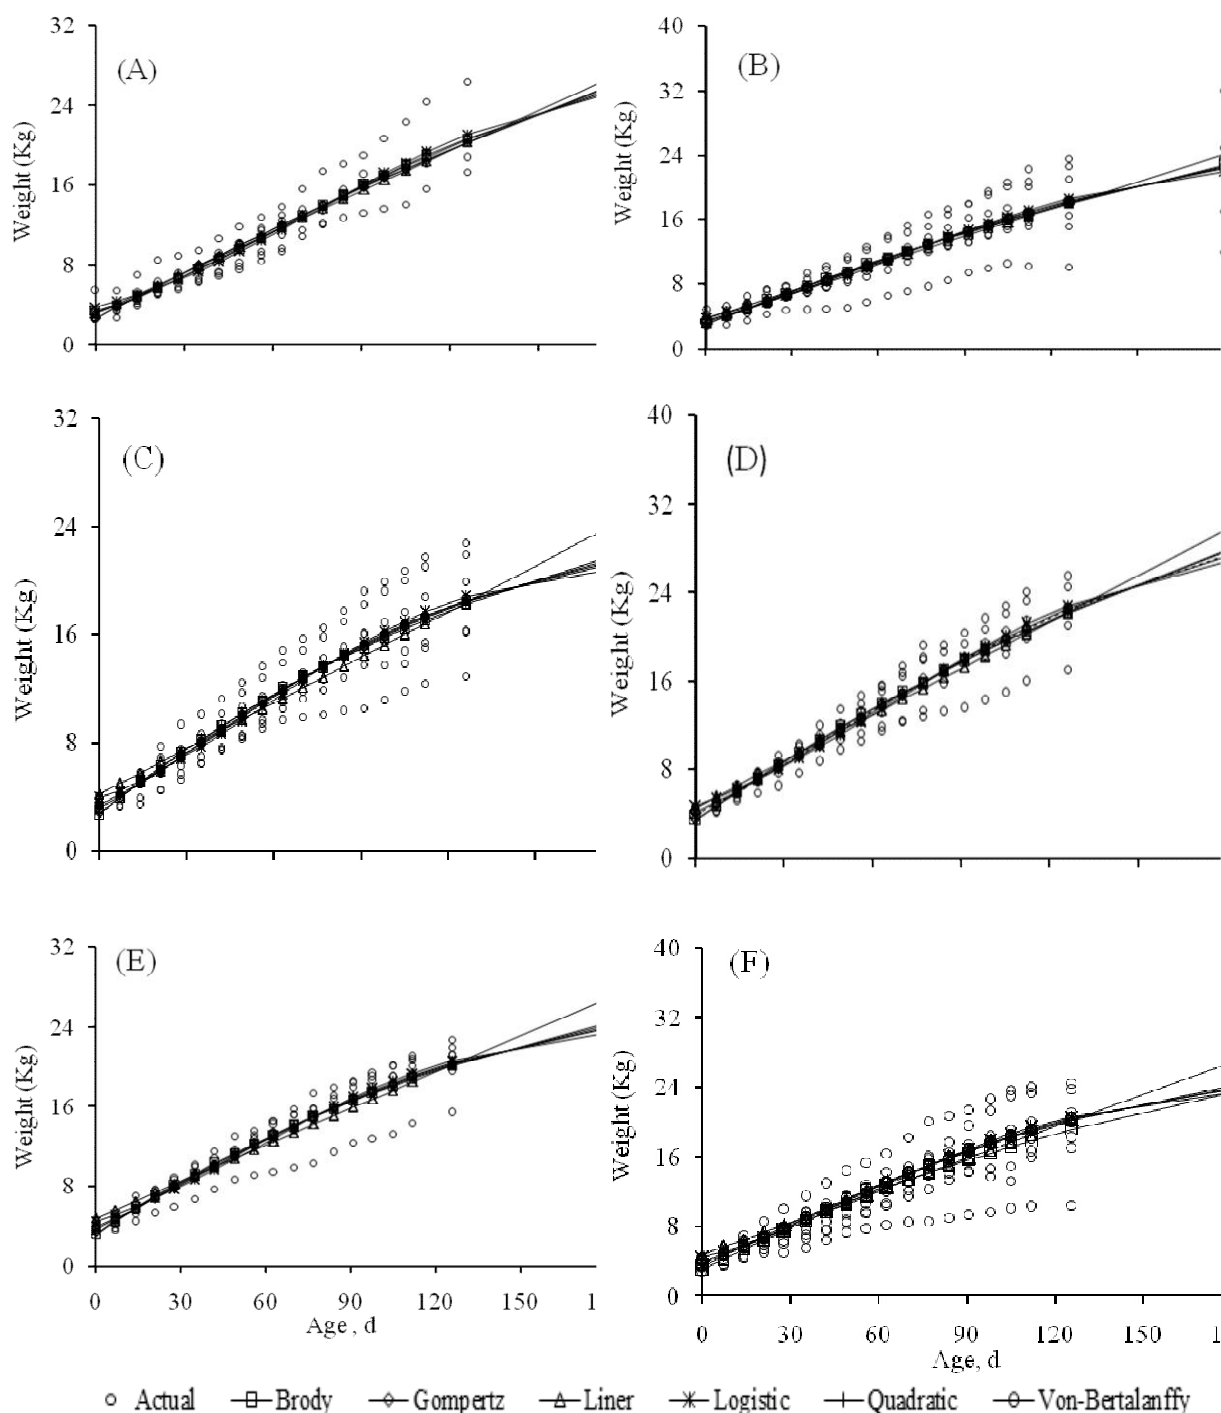 32
24
16
8
0
Weight (Kg)
(A)
40
32
24
16
8
0
Weight (Kg)
(B)
32
24
16
8
0
Weight (Kg)
(C)
40
32
24
16
8
0
Weight (Kg)
(D)
32
24
16
8
0
Weight (Kg)
(E)
0 30 60 90 120 150 1
Age , d
40
32
24
16
8
0
Weight (Kg)
(F)
0 30 60 90 120 150 1
Age, d
Actual Brody Gompertz Liner Logistic Quadratic Von-Bertalanffy